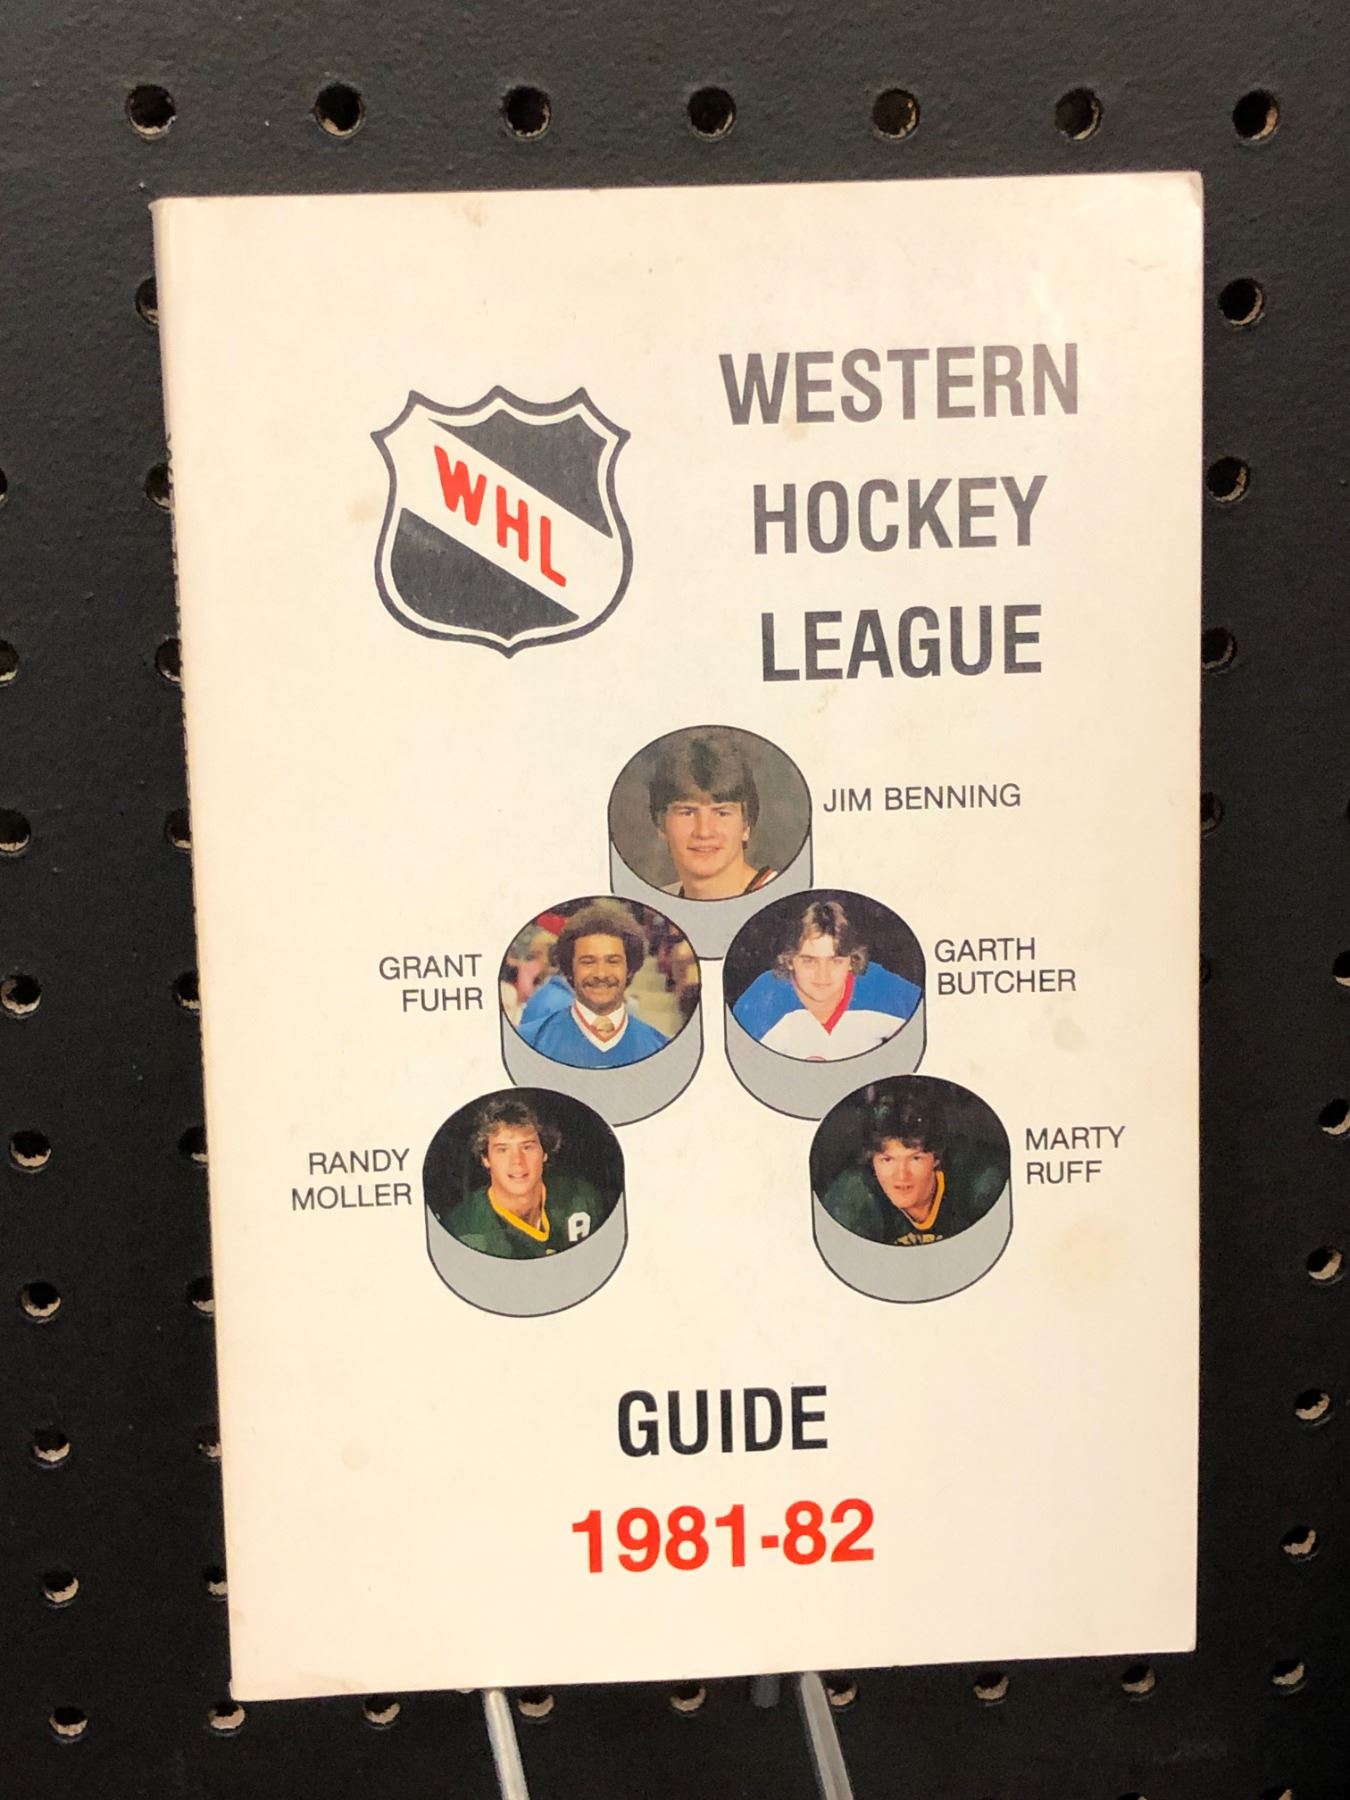 WHL
WESTERN
HOCKEY
LEAGUE
JIM BENNING
GRANT
FUHR
GARTH
BUTCHER
RANDY
MOLLER
A
MARTY
RUFF
GUIDE
1981-82